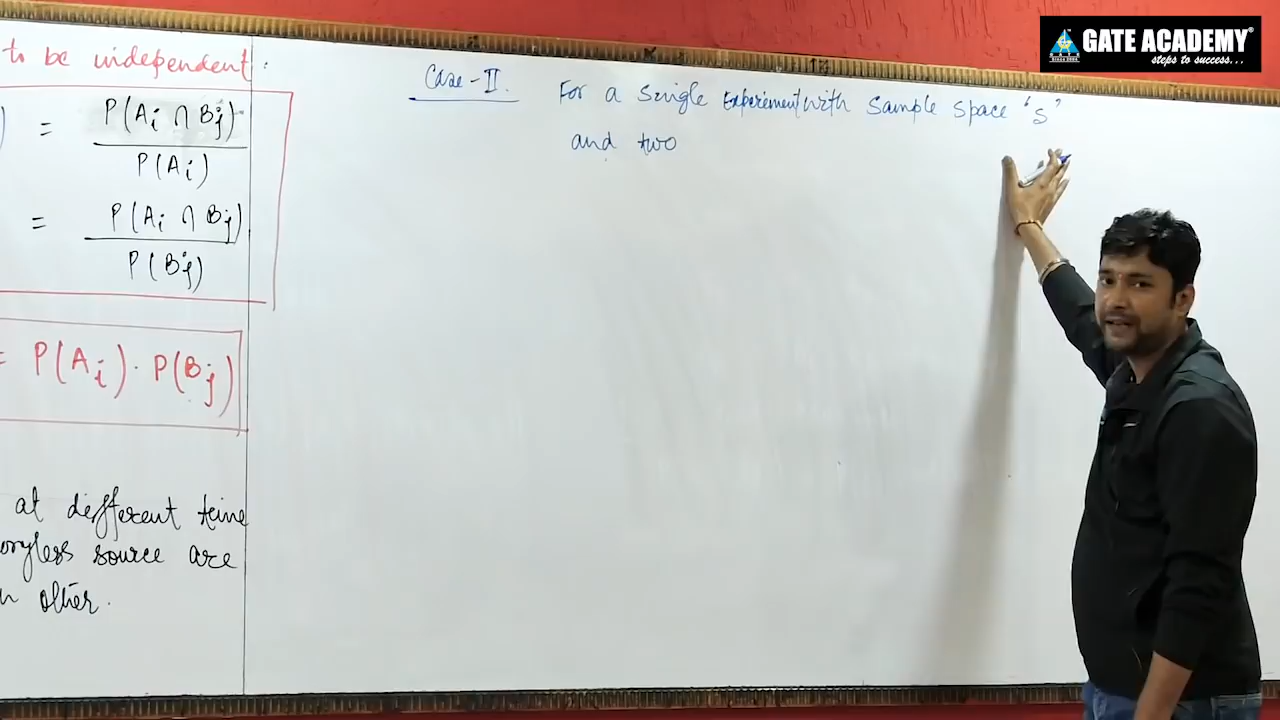 to be independent:
) = P(Ai ∩ Bj)
P(Ai)
= P(Ai ∩ Bj)
P(Bj)
= P(Ai) · P(Bj)
at different time
source are
other.
Case-II. For a single Experiment with Sample space 's'
and two
GATE ACADEMY®
steps to success...